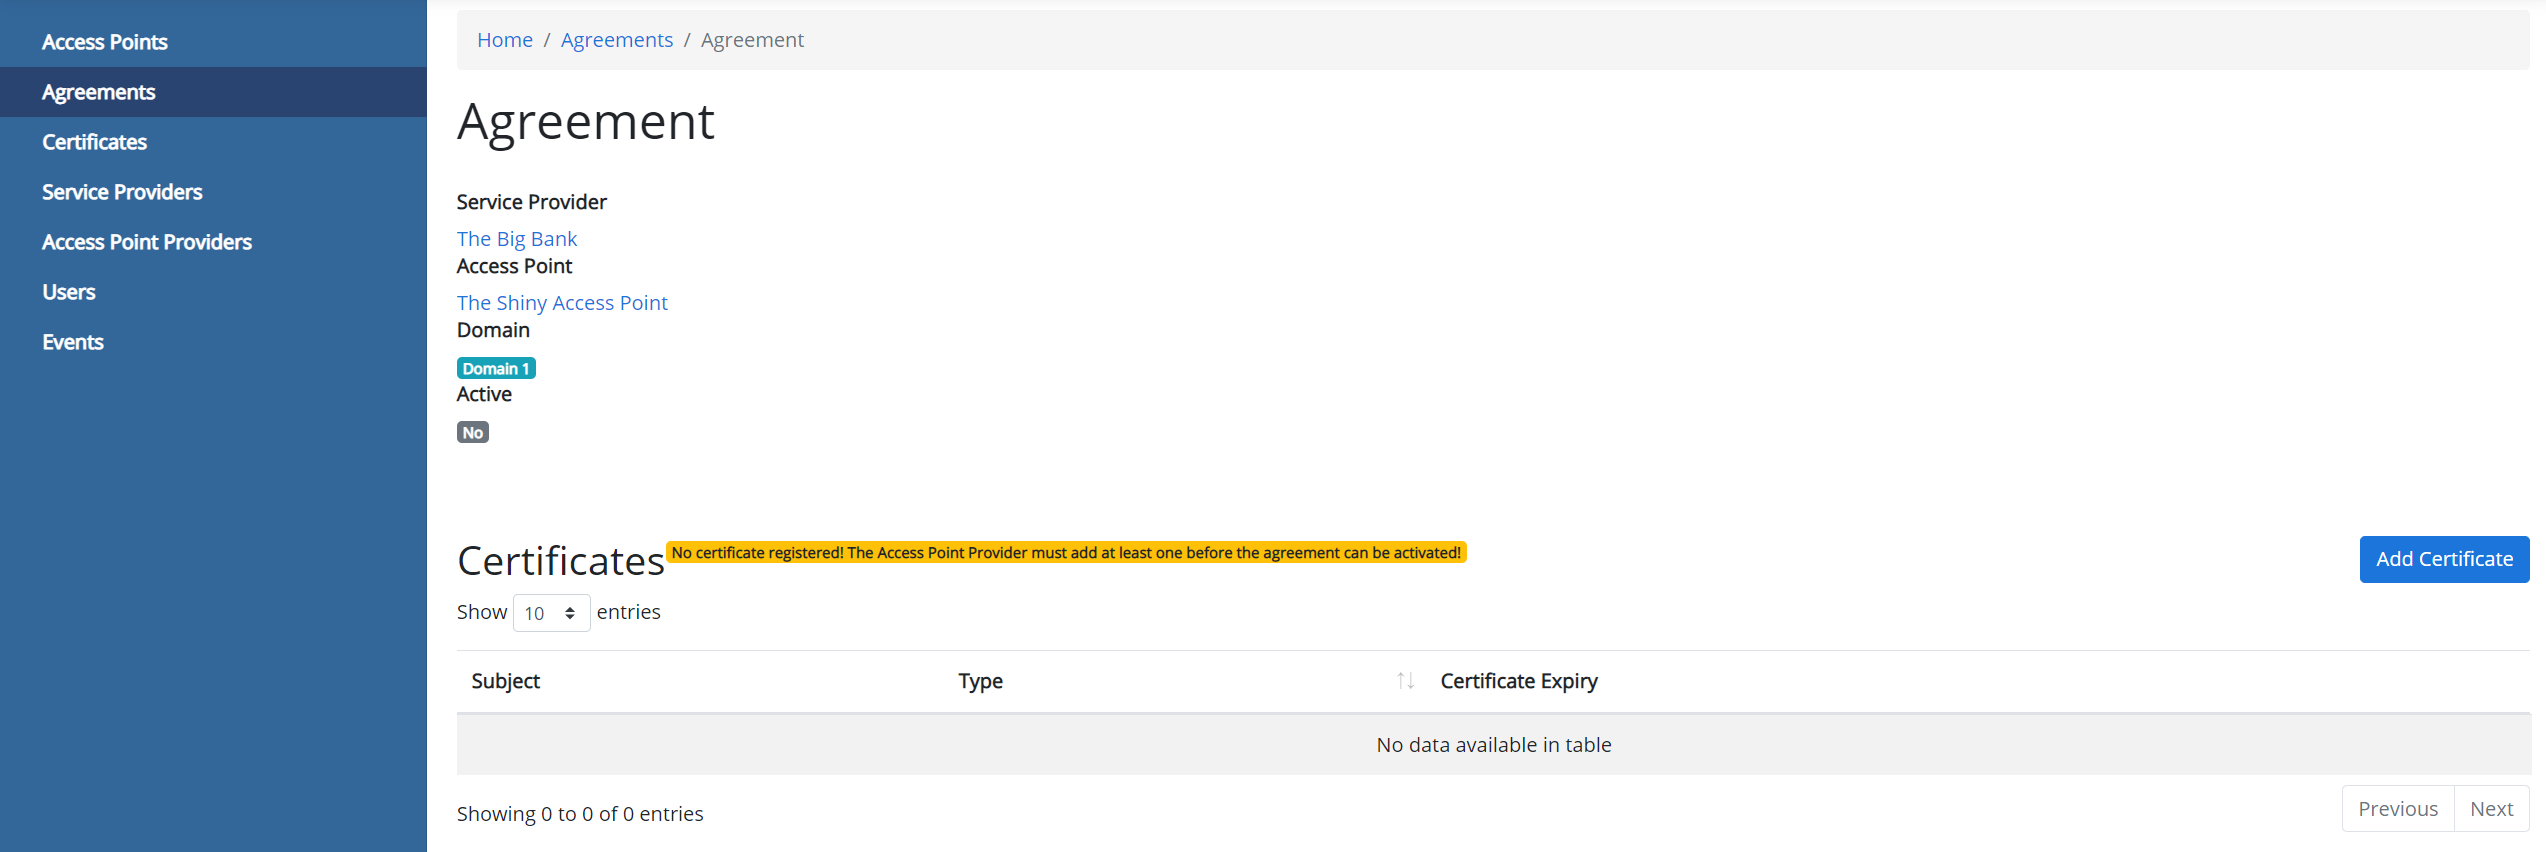 Access Points
Agreements
Certificates
Service Providers
Access Point Providers
Users
Events
Home / Agreements / Agreement
Agreement
Service Provider
The Big Bank
Access Point
The Shiny Access Point
Domain
Domain 1
Active
No
Certificates No certificate registered! The Access Point Provider must add at least one before the agreement can be activated!
Add Certificate
Show 10 entries
Subject Type Certificate Expiry
No data available in table
Showing 0 to 0 of 0 entries
Previous Next